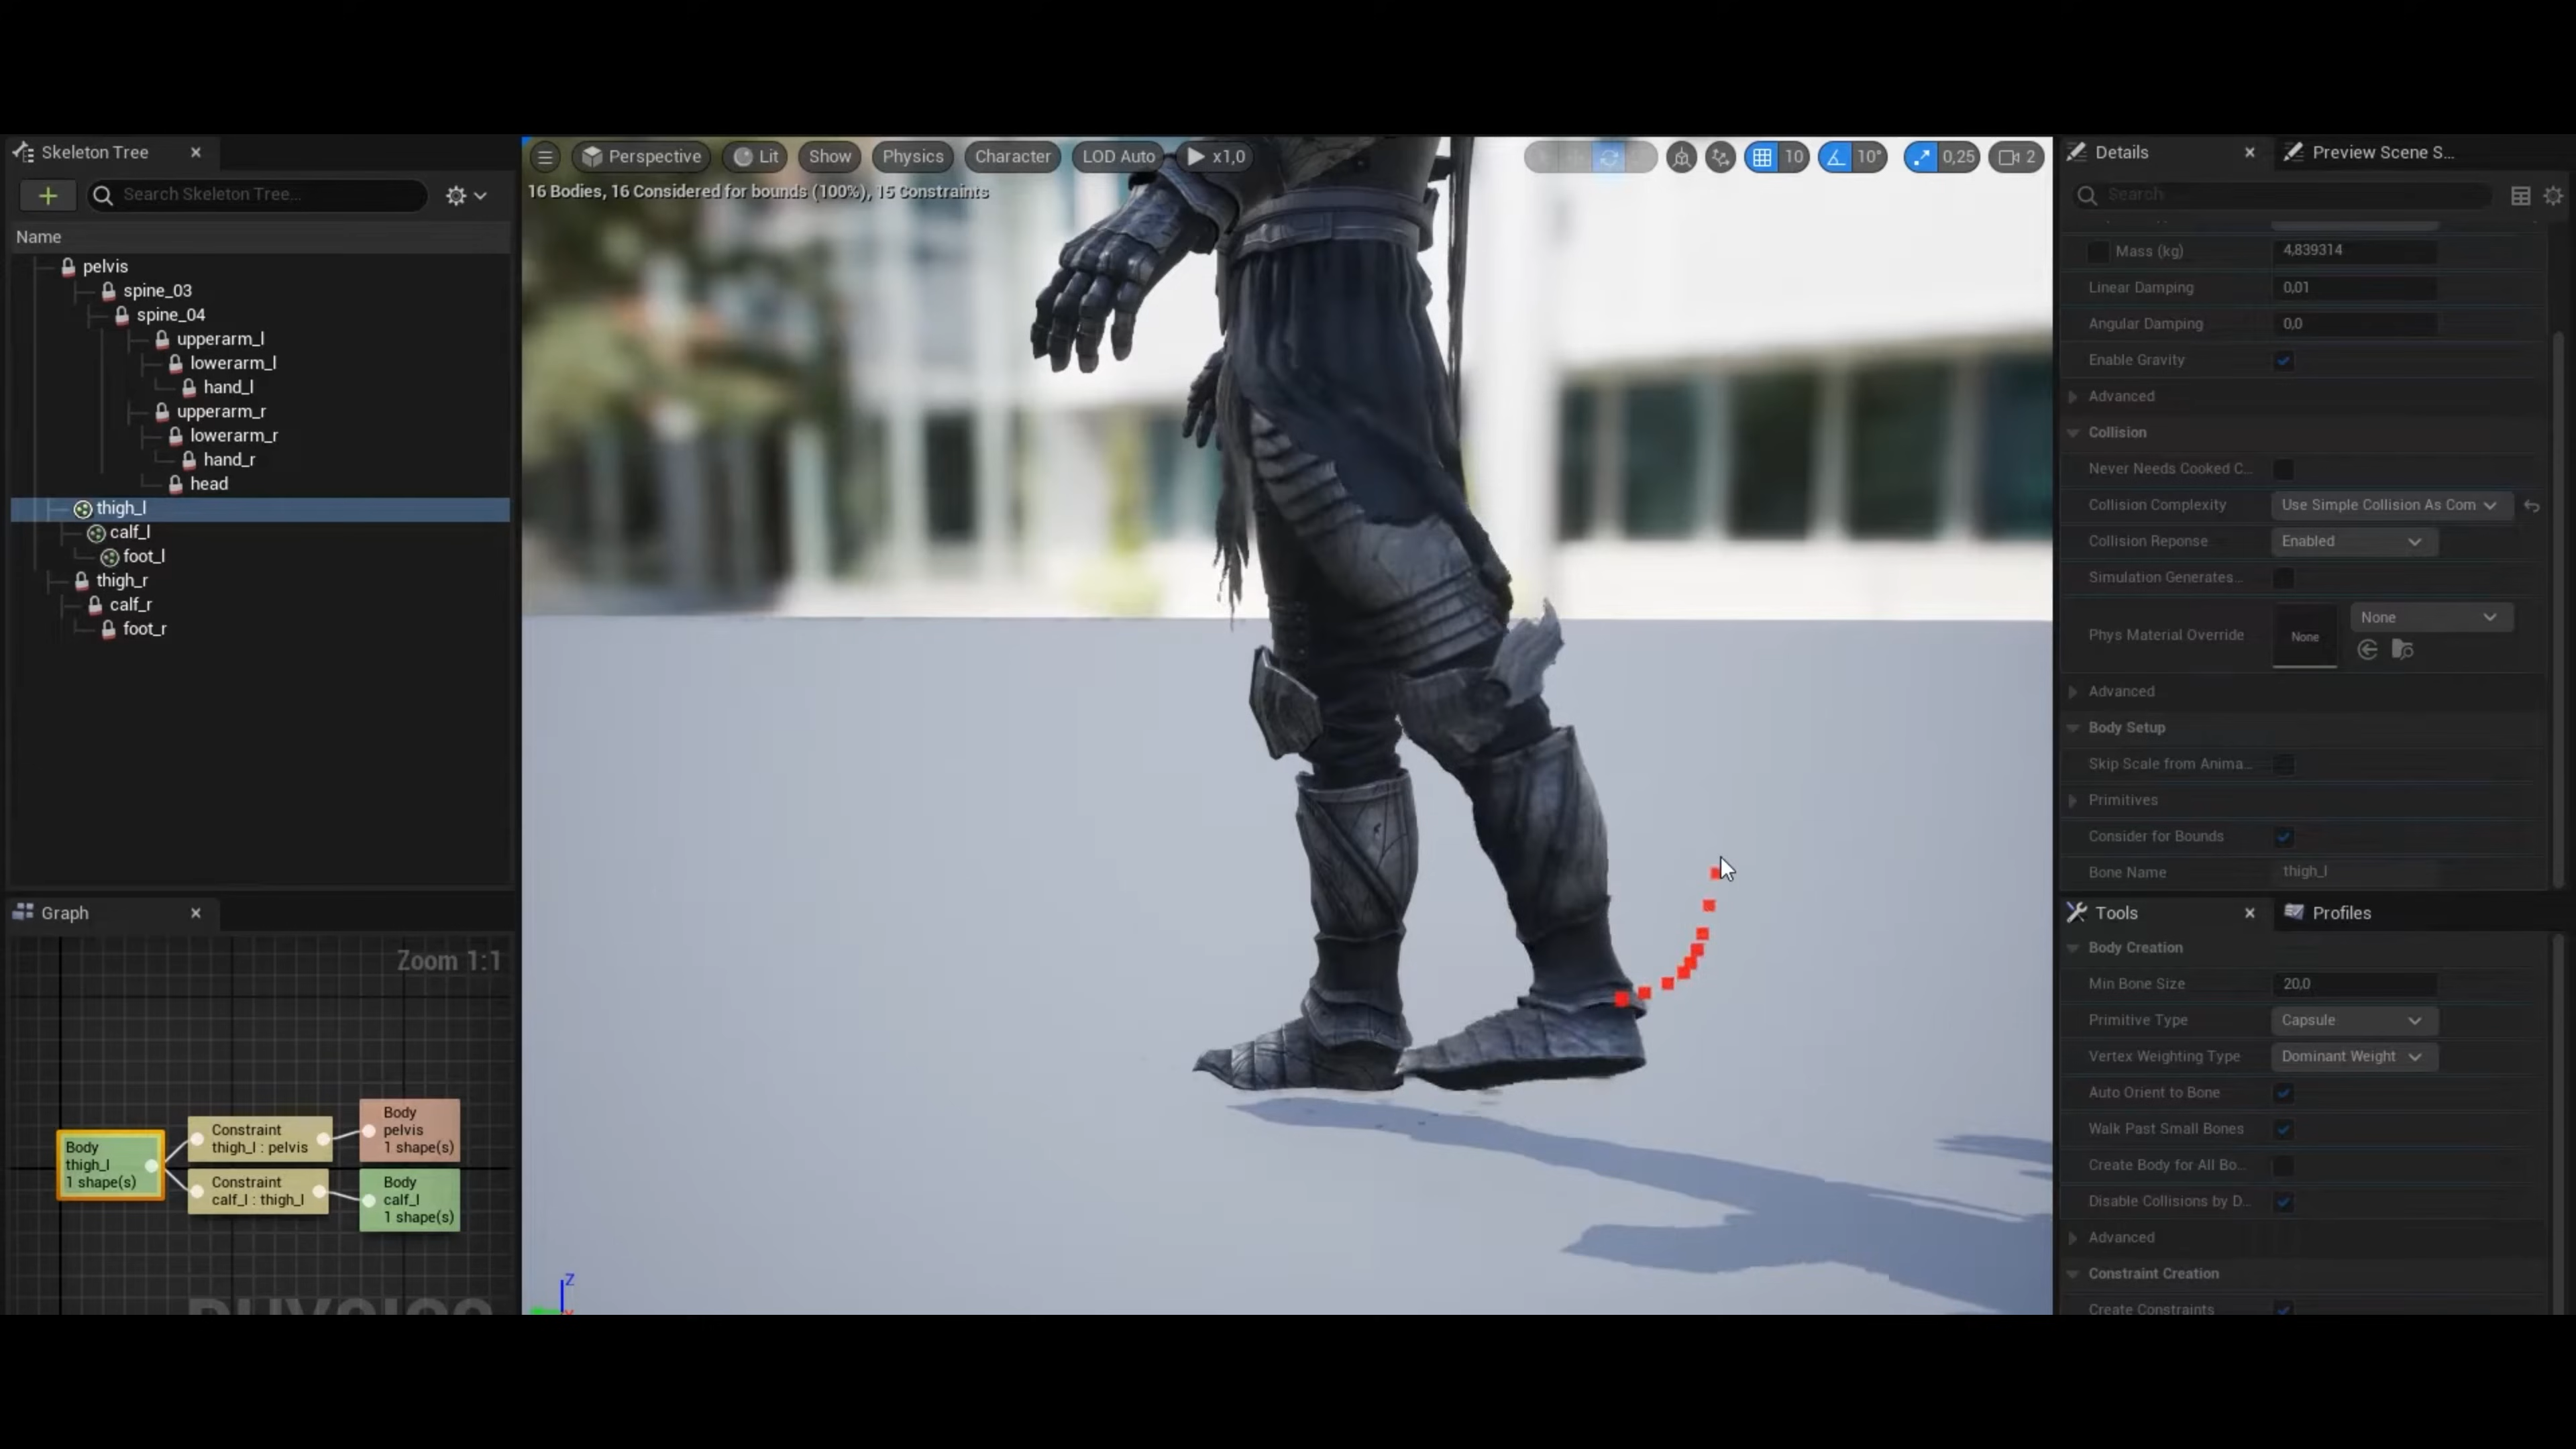 Skeleton Tree
Search Skeleton Tree...
Name
pelvis
spine_03
spine_04
upperarm_l
lowerarm_l
hand_l
upperarm_r
lowerarm_r
hand_r
head
thigh_l
calf_l
foot_l
thigh_r
calf_r
foot_r
Graph
Zoom 1:1
Body
thigh_l
1 shape(s)
Constraint
thigh_l : pelvis
Constraint
calf_l : thigh_l
Body
pelvis
1 shape(s)
Body
calf_l
1 shape(s)
Perspective Lit Show Physics Character LOD Auto x1,0
10 10° 0,25 2
16 Bodies, 16 Considered for bounds (100%), 15 Constraints
Z
Details Preview Scene S...
Search
Mass (kg) 4,839314
Linear Damping 0,01
Angular Damping 0,0
Enable Gravity
Advanced
Collision
Never Needs Cooked C...
Collision Complexity Use Simple Collision As Com
Collision Reponse Enabled
Simulation Generates...
Phys Material Override None None
Advanced
Body Setup
Skip Scale from Anima...
Primitives
Consider for Bounds
Bone Name thigh_l
Tools Profiles
Body Creation
Min Bone Size 20,0
Primitive Type Capsule
Vertex Weighting Type Dominant Weight
Auto Orient to Bone
Walk Past Small Bones
Create Body for All Bo...
Disable Collisions by D...
Advanced
Constraint Creation
Create Constraints